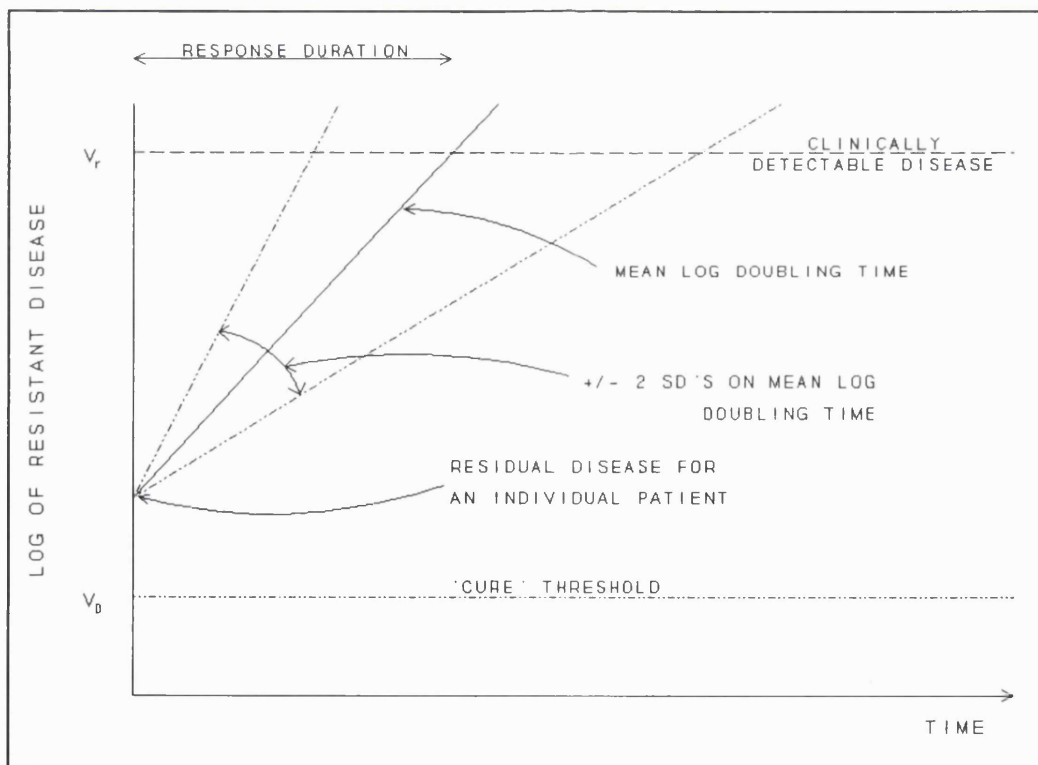 RESPONSE DURATION
V_r
CLINICALLY
DETECTABLE DISEASE
MEAN LOG DOUBLING TIME
+/- 2 SD'S ON MEAN LOG
DOUBLING TIME
RESIDUAL DISEASE FOR
AN INDIVIDUAL PATIENT
LOG OF RESISTANT DISEASE
'CURE' THRESHOLD
V_0
TIME